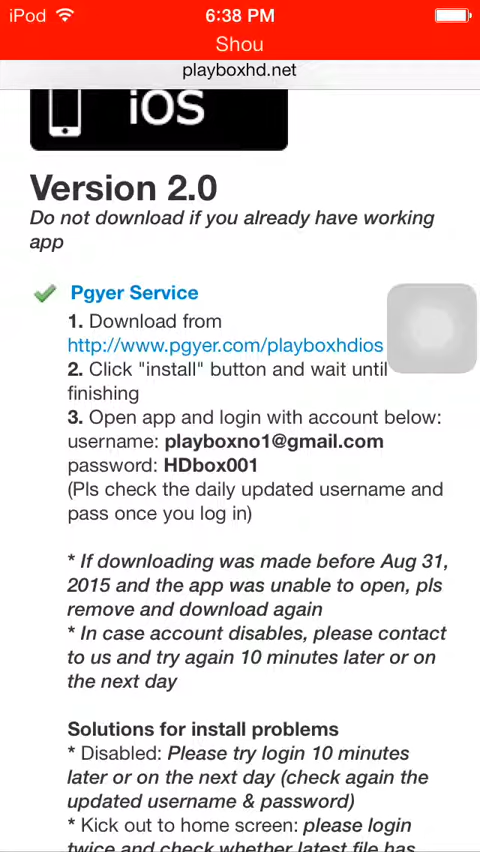 iPod 6:38 PM
Shou
playboxhd.net
iOS
Version 2.0
Do not download if you already have working
app
Pgyer Service
1. Download from
http://www.pgyer.com/playboxhdios
2. Click "install" button and wait until
finishing
3. Open app and login with account below:
username: playboxno1@gmail.com
password: HDbox001
(Pls check the daily updated username and
pass once you log in)
* If downloading was made before Aug 31,
2015 and the app was unable to open, pls
remove and download again
* In case account disables, please contact
to us and try again 10 minutes later or on
the next day
Solutions for install problems
* Disabled: Please try login 10 minutes
later or on the next day (check again the
updated username & password)
* Kick out to home screen: please login
twice and check whether latest file has